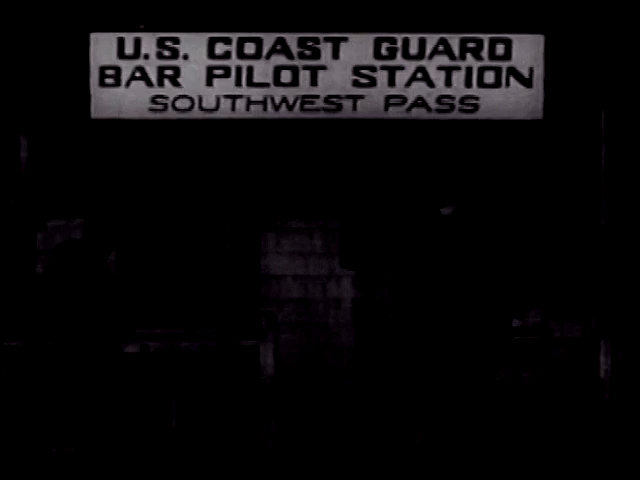 U.S. COAST GUARD
BAR PILOT STATION
SOUTHWEST PASS